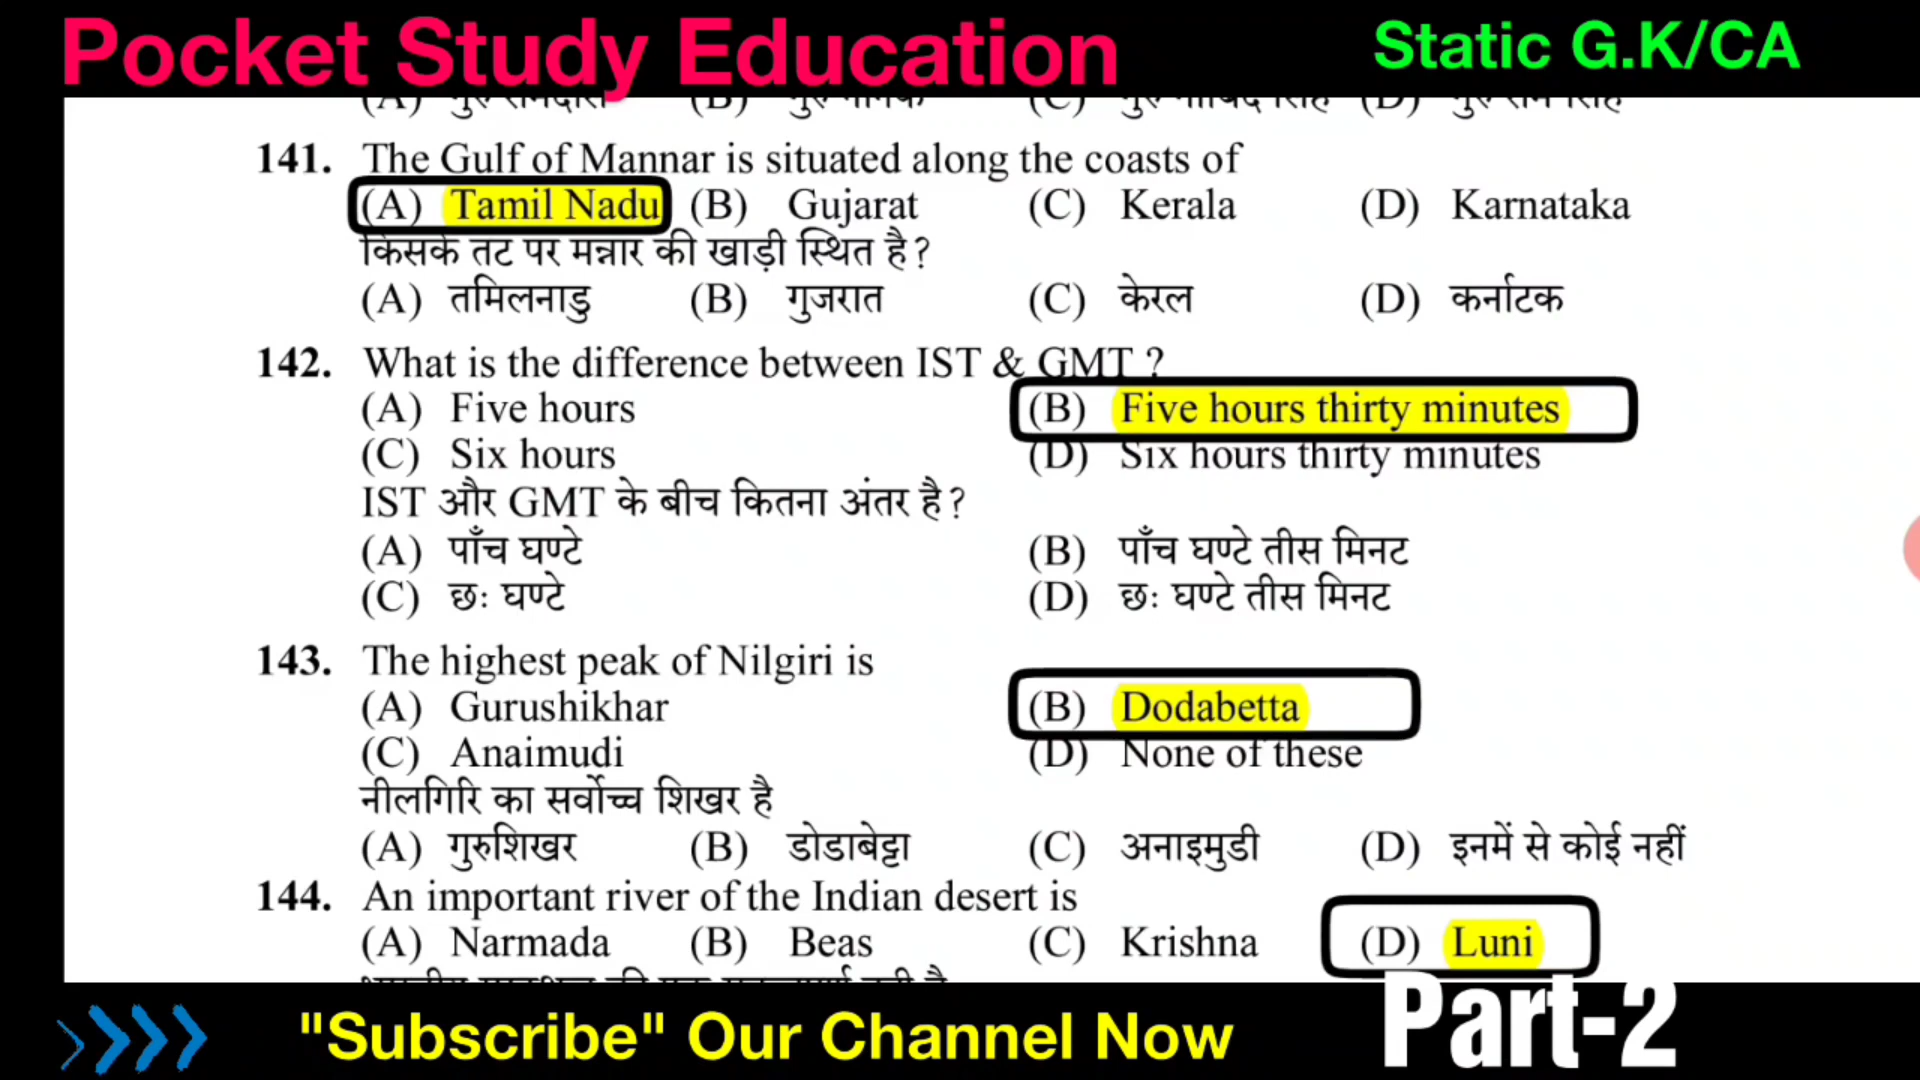 Pocket Study Education
Static G.K/CA
(A) गुरु रामदास (B) गुरु नानक (C) गुरु गोबिंद सिंह (D) गुरु राम सिंह
141. The Gulf of Mannar is situated along the coasts of
(A) Tamil Nadu (B) Gujarat (C) Kerala (D) Karnataka
किसके तट पर मन्नार की खाड़ी स्थित है?
(A) तमिलनाडु (B) गुजरात (C) केरल (D) कर्नाटक
142. What is the difference between IST & GMT ?
(A) Five hours (B) Five hours thirty minutes
(C) Six hours (D) Six hours thirty minutes
IST और GMT के बीच कितना अंतर है?
(A) पाँच घण्टे (B) पाँच घण्टे तीस मिनट
(C) छः घण्टे (D) छः घण्टे तीस मिनट
143. The highest peak of Nilgiri is
(A) Gurushikhar (B) Dodabetta
(C) Anaimudi (D) None of these
नीलगिरि का सर्वोच्च शिखर है
(A) गुरुशिखर (B) डोडाबेट्टा (C) अनाइमुडी (D) इनमें से कोई नहीं
144. An important river of the Indian desert is
(A) Narmada (B) Beas (C) Krishna (D) Luni
"Subscribe" Our Channel Now
Part-2